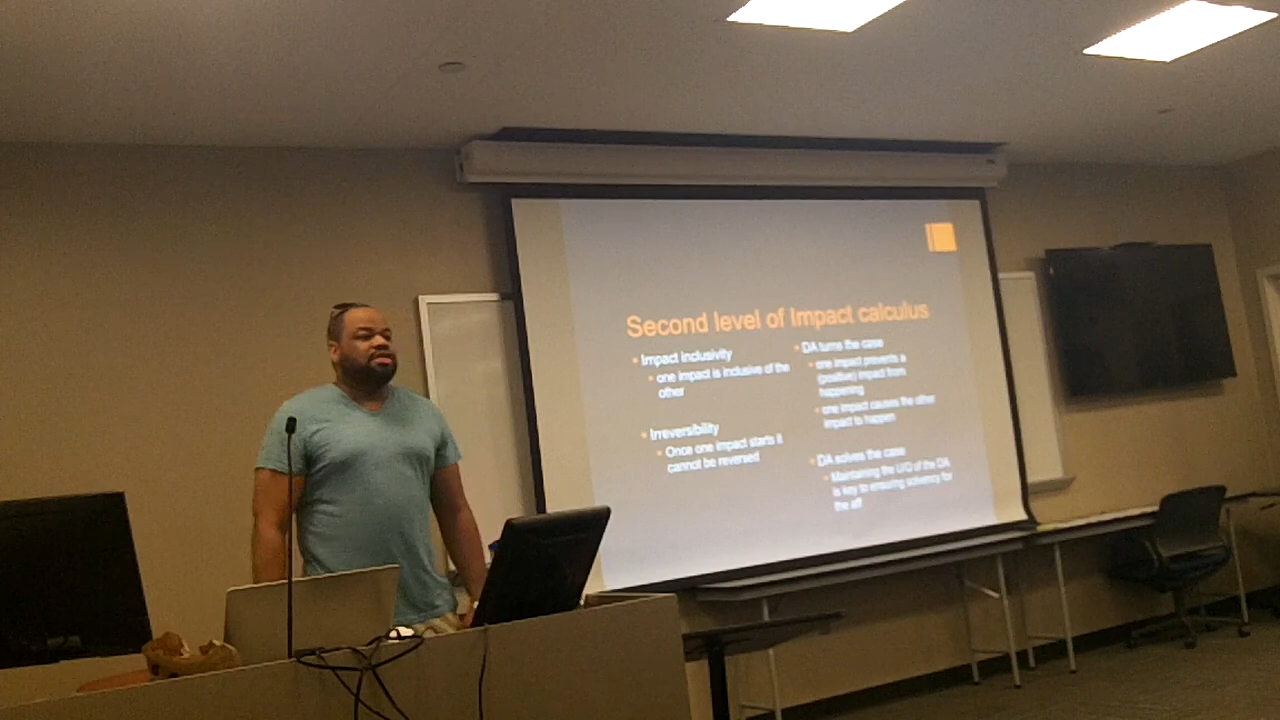 Second level of Impact calculus
Impact inclusivity
one impact is inclusive of the
other
Irreversibility
Once one impact starts it
cannot be reversed
DA turns the case
one impact prevents a
(positive) impact from
happening
one impact causes the other
impact to happen
DA solves the case
Maintaining the U/Q of the DA
is key to ensuring solvency for
the aff